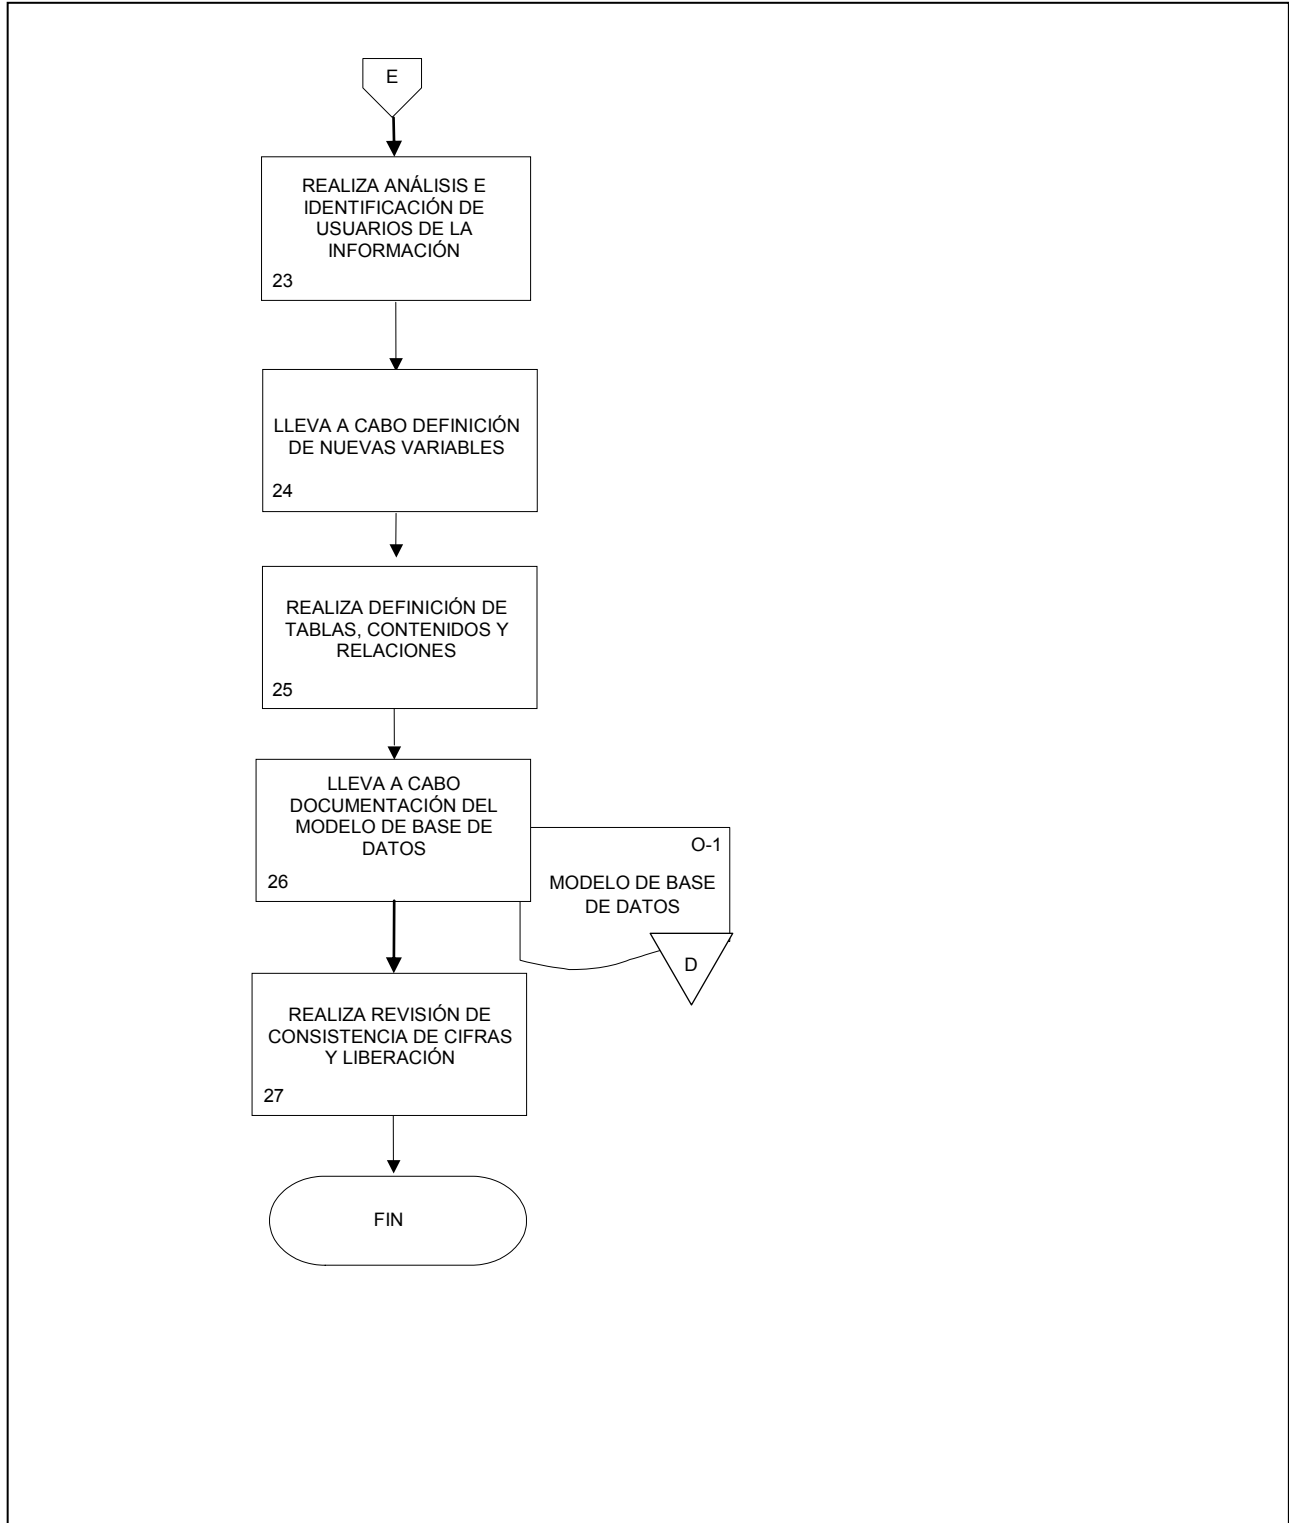 E
REALIZA ANÁLISIS E
IDENTIFICACIÓN DE
USUARIOS DE LA
INFORMACIÓN
23
LLEVA A CABO DEFINICIÓN
DE NUEVAS VARIABLES
24
REALIZA DEFINICIÓN DE
TABLAS, CONTENIDOS Y
RELACIONES
25
LLEVA A CABO
DOCUMENTACIÓN DEL
MODELO DE BASE DE
DATOS
26
O-1
MODELO DE BASE
DE DATOS
D
REALIZA REVISIÓN DE
CONSISTENCIA DE CIFRAS
Y LIBERACIÓN
27
FIN